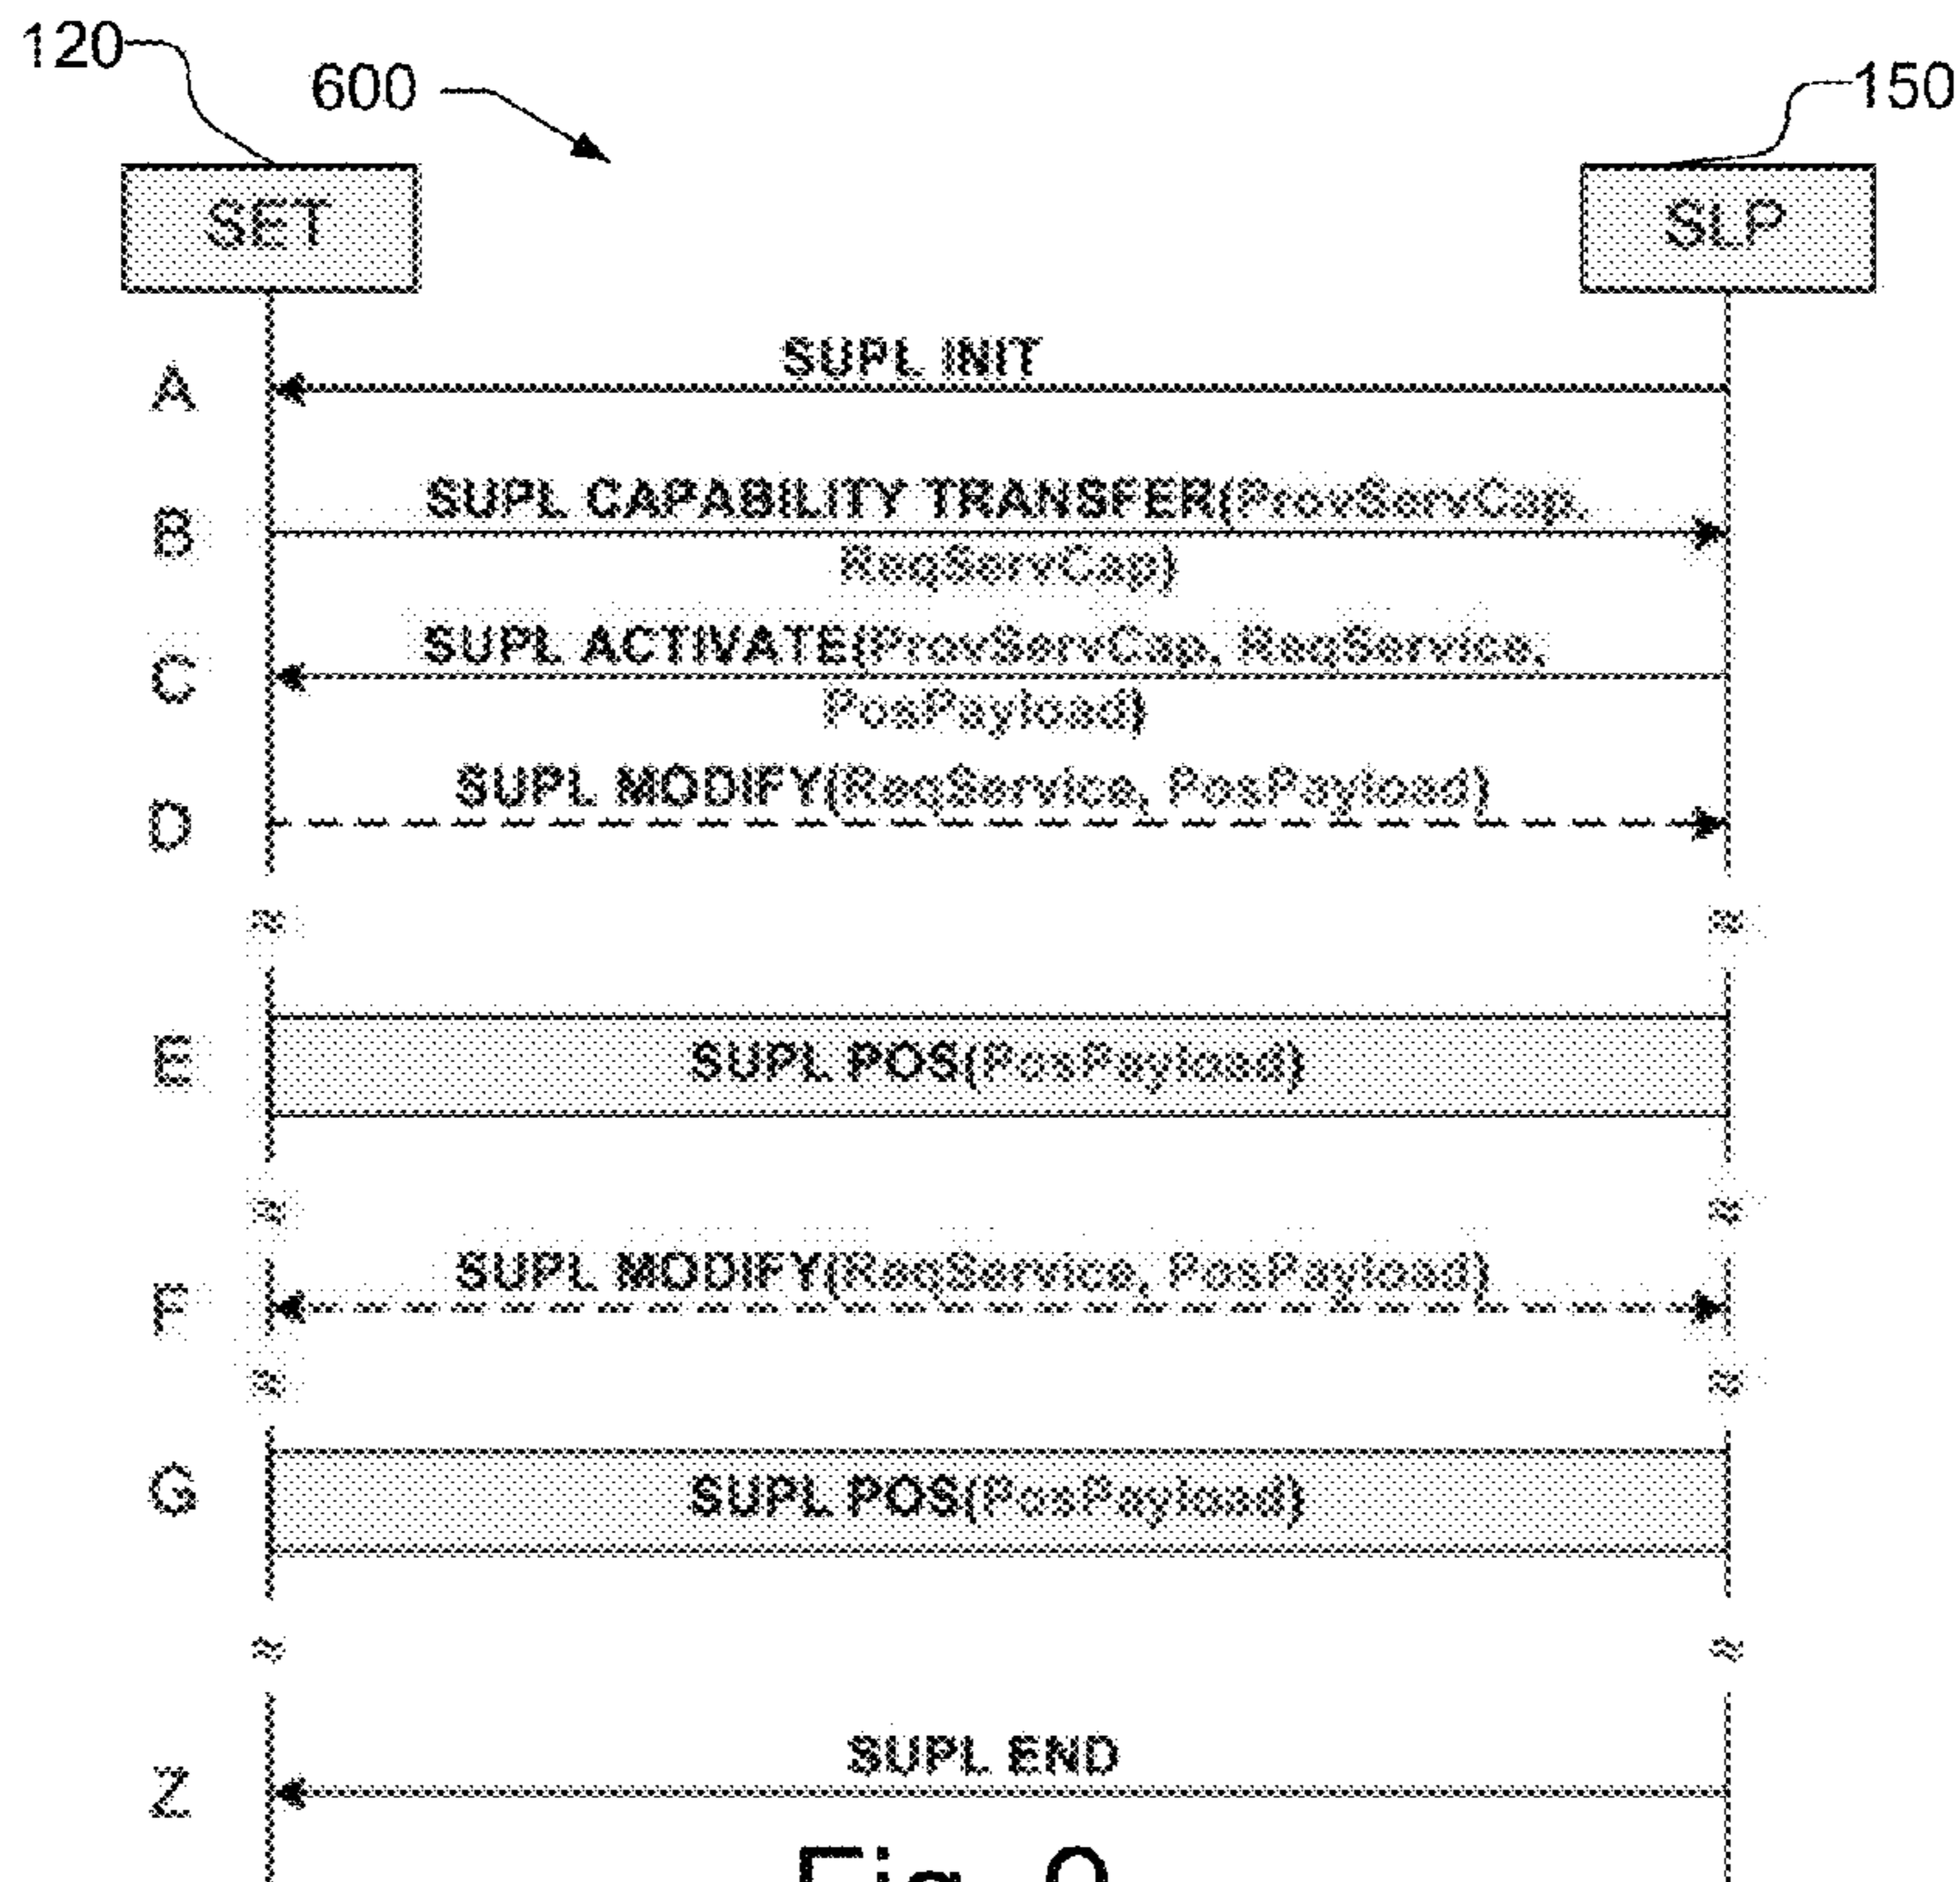 120
600
150
SET
SLP
A
SUPL INIT
B
SUPL CAPABILITY TRANSFER(ProvServCap,
ReqServCap)
C
SUPL ACTIVATE(ProvServCap, ReqService,
PosPayload)
D
SUPL MODIFY(ReqService, PosPayload)
≈ ≈
E
SUPL POS(PosPayload)
≈ ≈
F
SUPL MODIFY(ReqService, PosPayload)
≈ ≈
G
SUPL POS(PosPayload)
≈ ≈
Z
SUPL END
Fig.